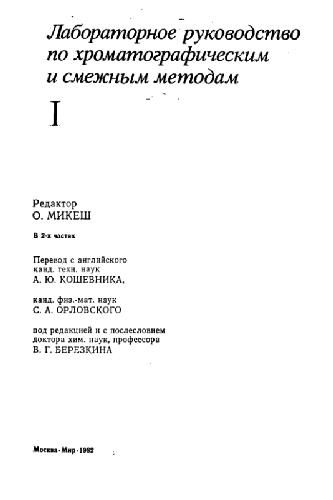 Лабораторное руководство
по хроматографическим
и смежным методам
I
Редактор
О. МИКЕШ
В 2-х частях
Перевод с английского
канд. техн. наук
А. Ю. КОШЕВНИКА,
канд. физ.-мат. наук
С. А. ОРЛОВСКОГО
под редакцией и с послесловием
доктора хим. наук, профессора
В. Г. БЕРЕЗКИНА
Москва · Мир · 1982